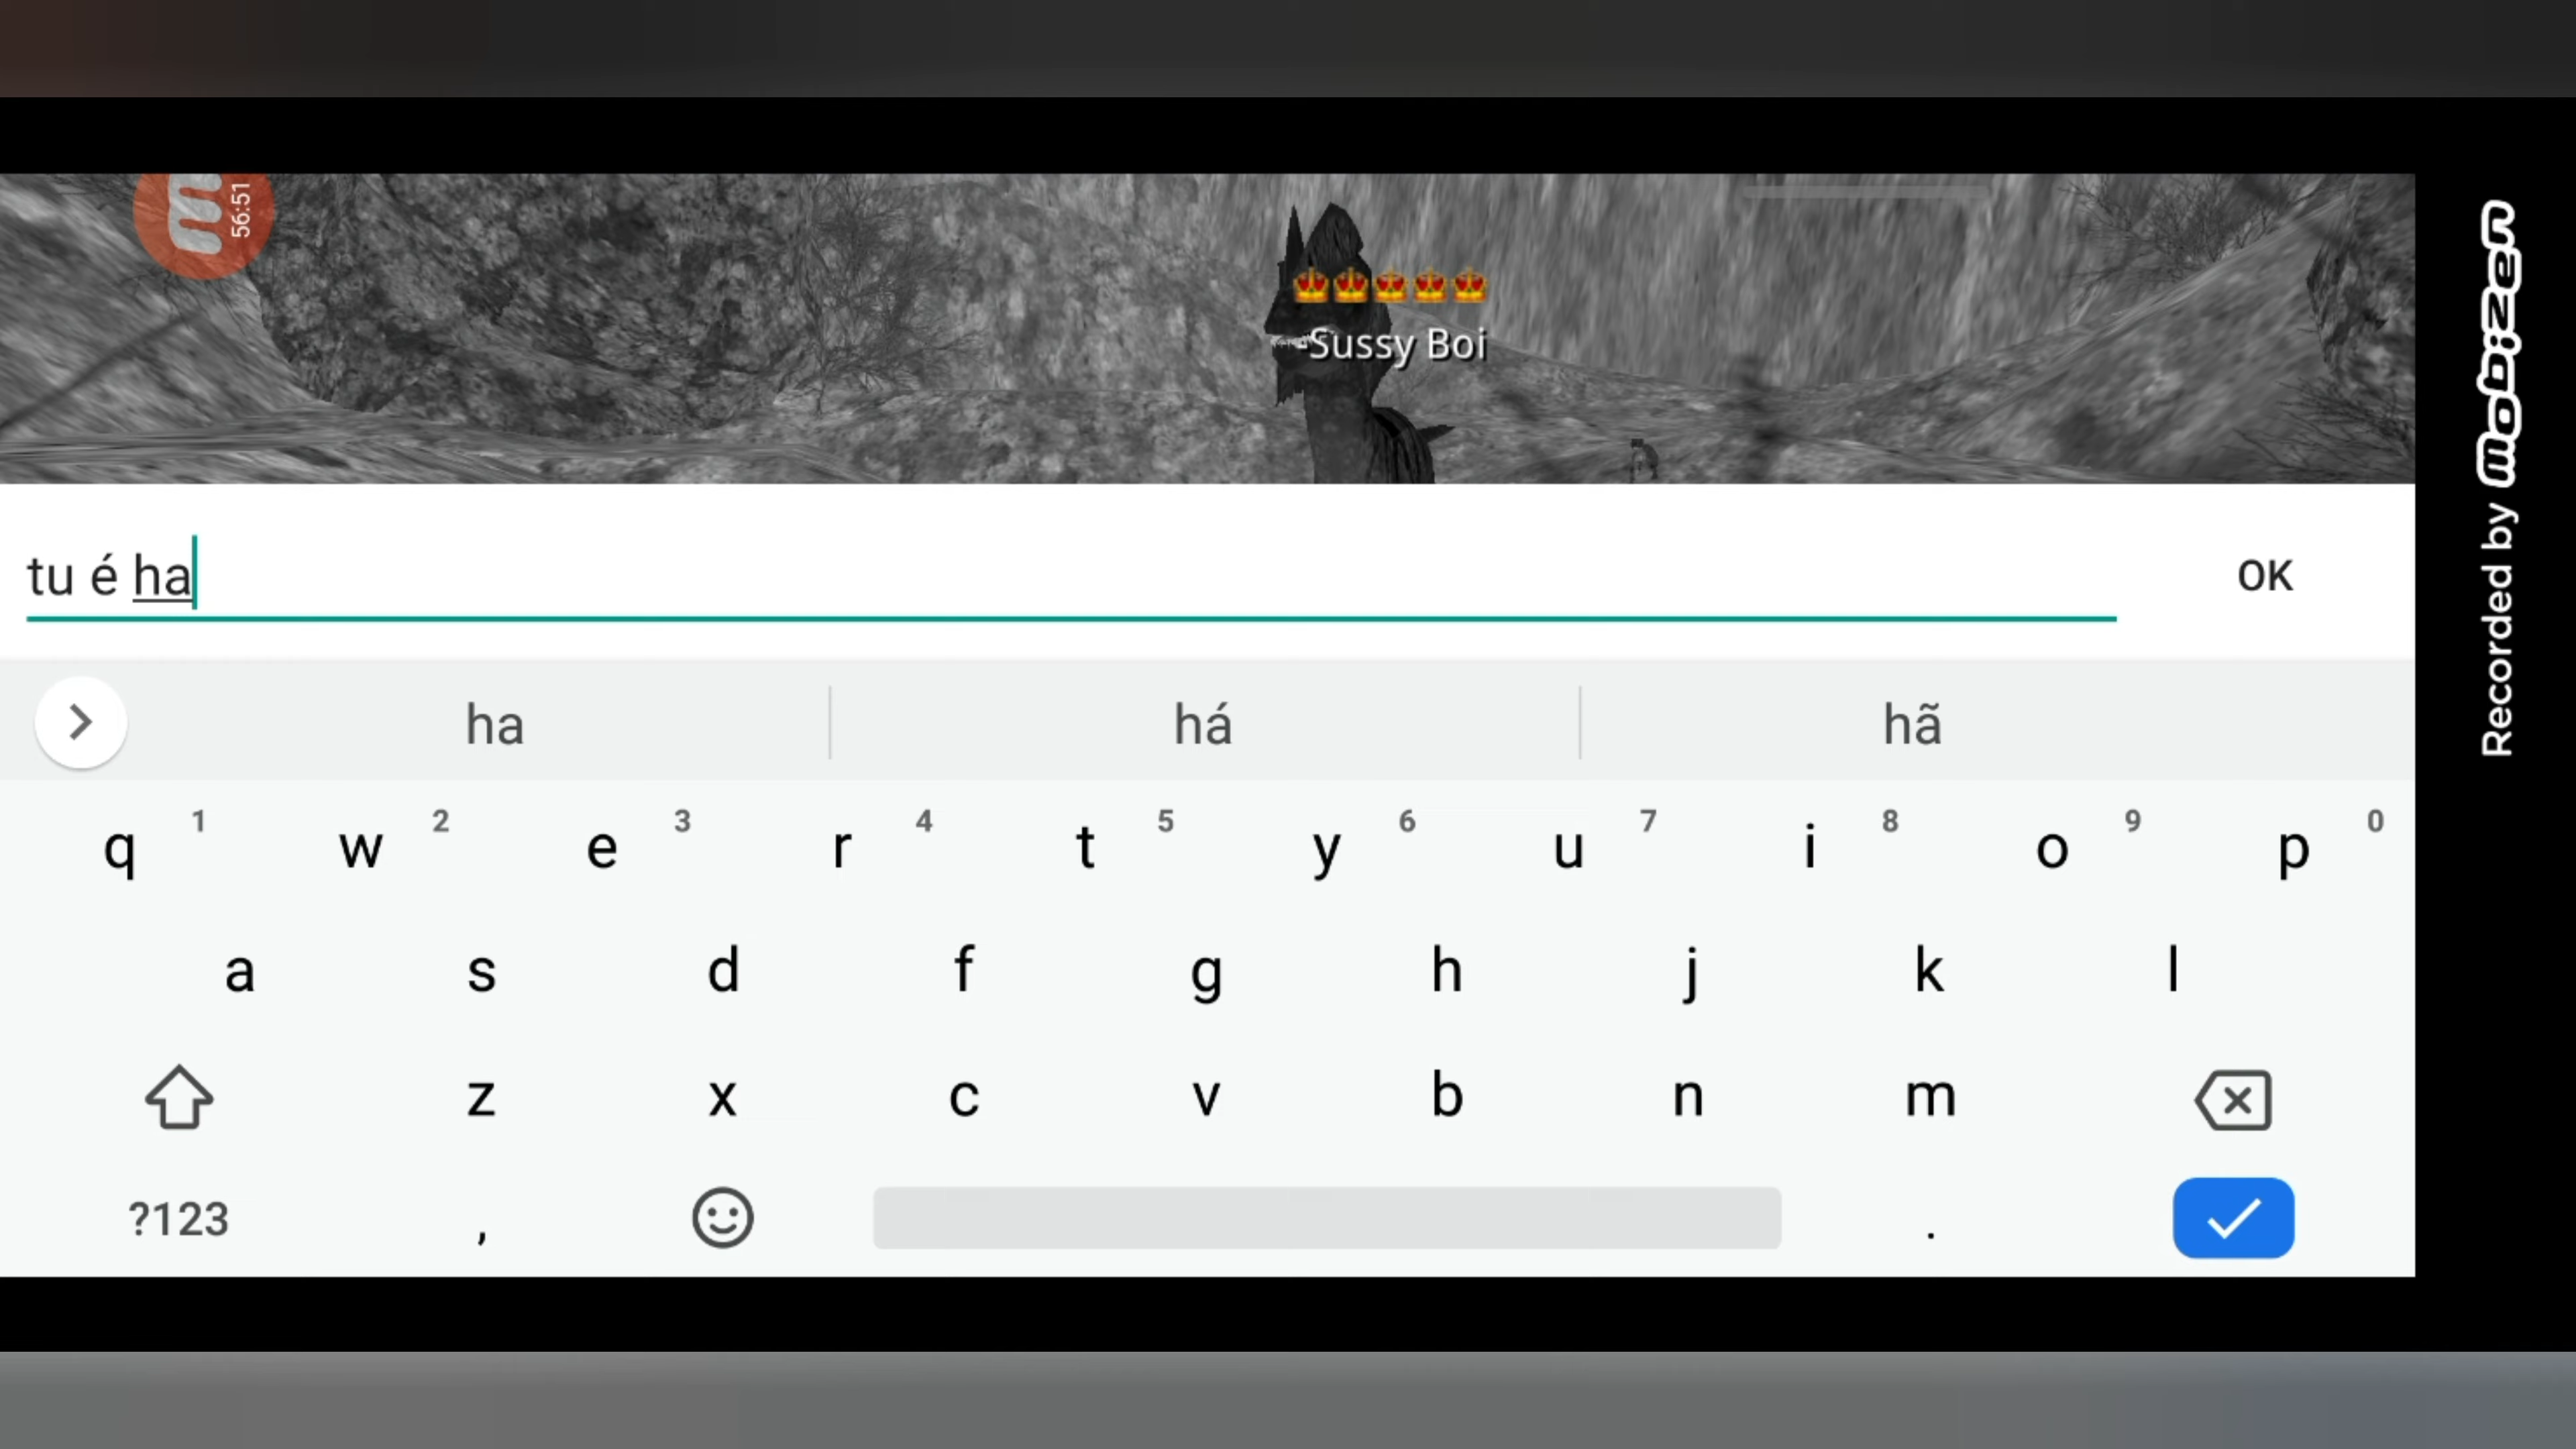 56:51
-Sussy Boi
tu é ha
OK
ha há hã
q 1 w 2 e 3 r 4 t 5 y 6 u 7 i 8 o 9 p 0
a s d f g h j k l
z x c v b n m
?123 , .
Recorded by mobizen